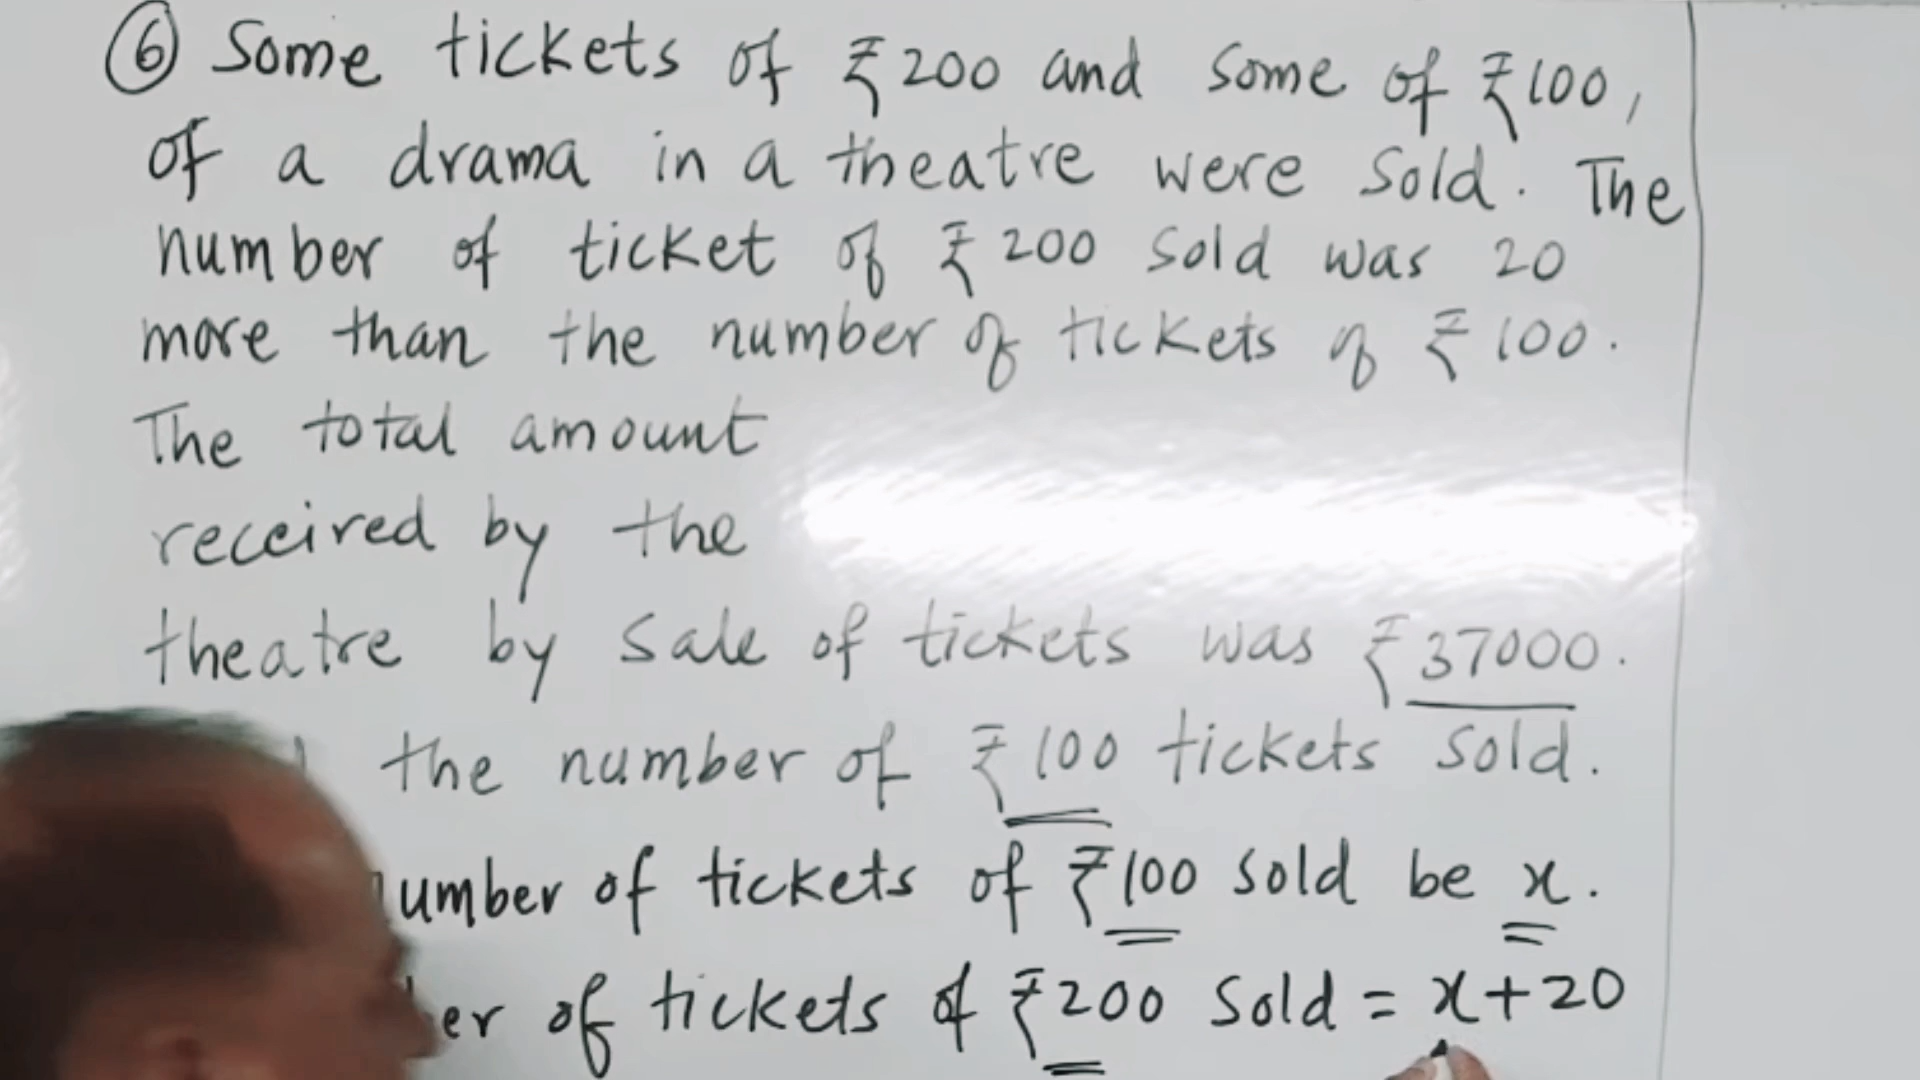 ⑥ Some tickets of ₹200 and some of ₹100,
of a drama in a theatre were sold. The
number of ticket of ₹200 sold was 20
more than the number of tickets of ₹100.
The total amount
received by the
theatre by sale of tickets was ₹37000.
the number of ₹100 tickets sold.
umber of tickets of ₹100 sold be x.
er of tickets of ₹200 sold = x+20